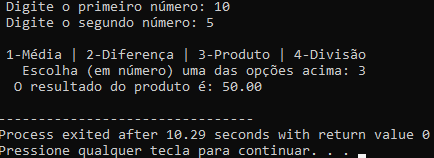 Digite o primeiro número: 10
Digite o segundo número: 5
1-Média | 2-Diferença | 3-Produto | 4-Divisão
Escolha (em número) uma das opções acima: 3
O resultado do produto é: 50.00
--------------------------------
Process exited after 10.29 seconds with return value 0
Pressione qualquer tecla para continuar. . .